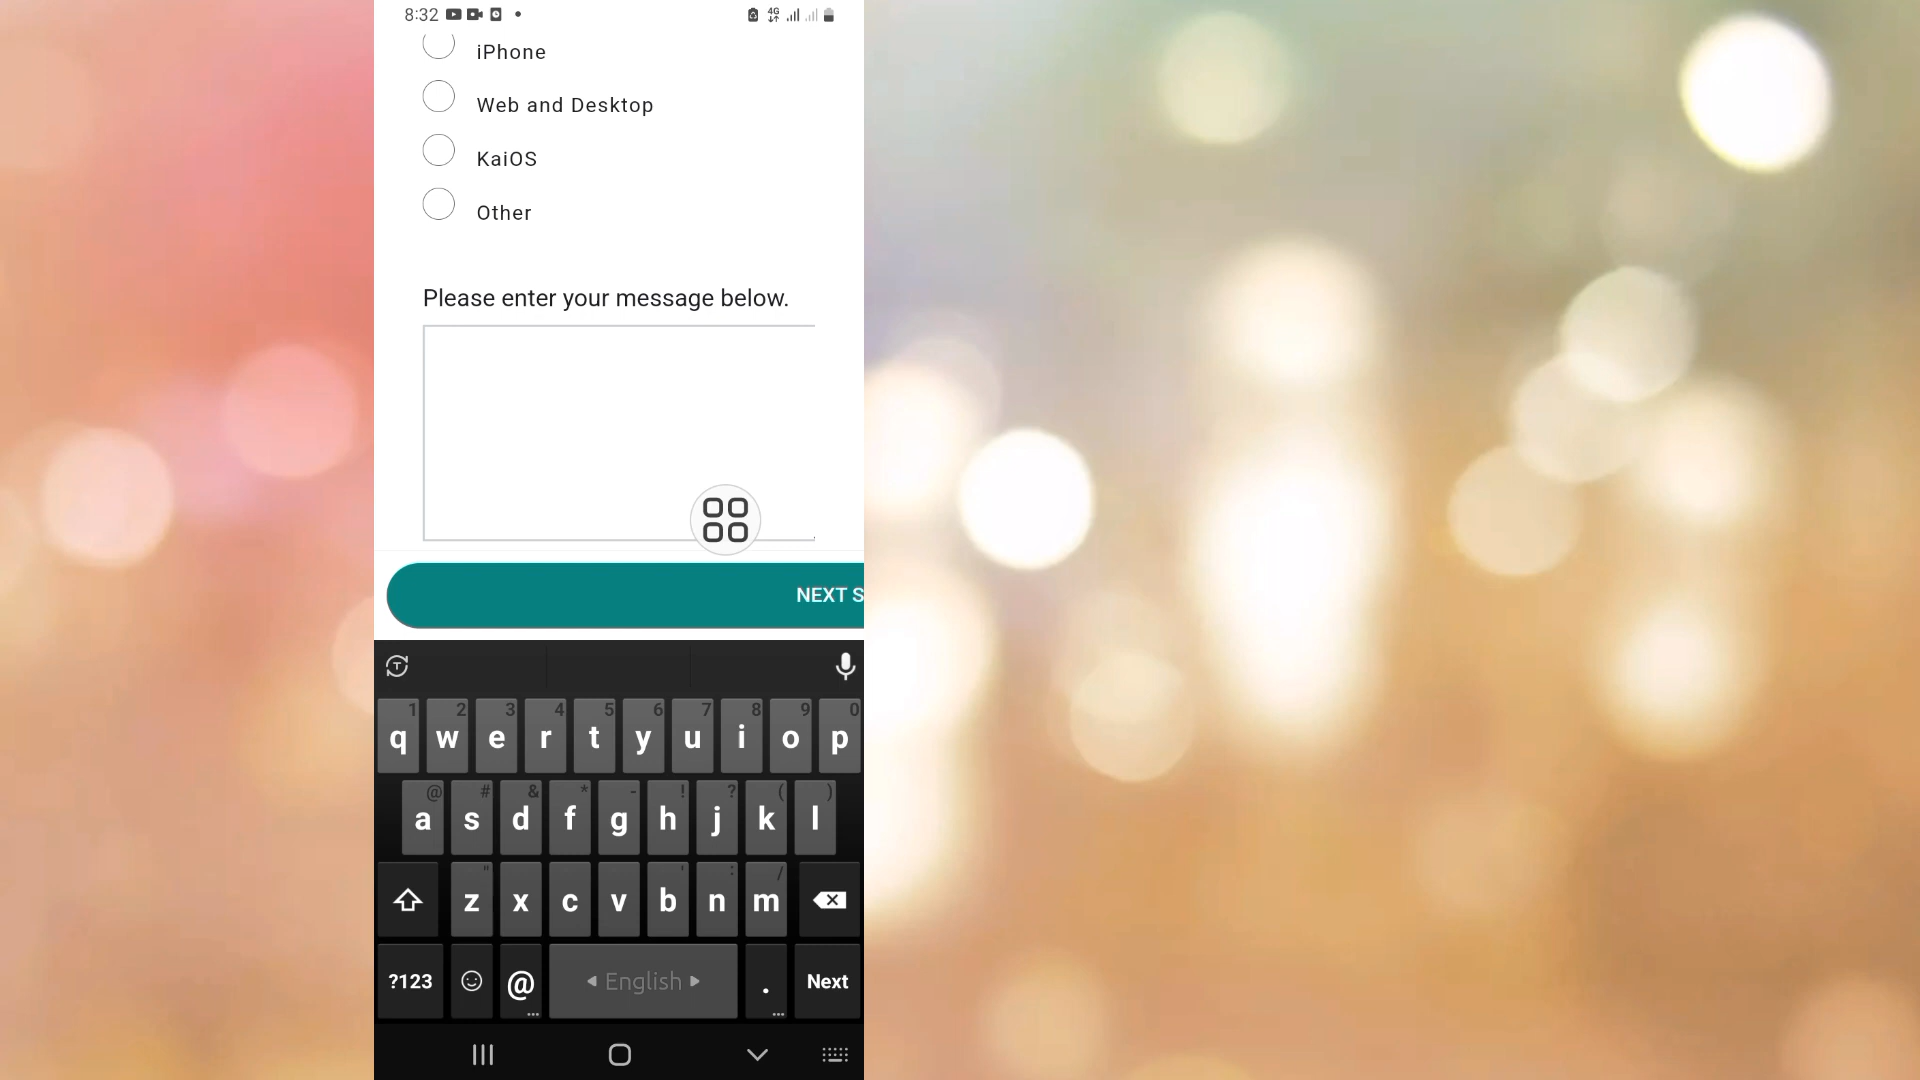 8:32 4G
iPhone
Web and Desktop
KaiOS
Other
Please enter your message below.
NEXT S
1 2 3 4 5 6 7 8 9 0
q w e r t y u i o p
@ # & * - ! ? ( )
a s d f g h j k l
" ' : /
z x c v b n m
?123 @ English . Next